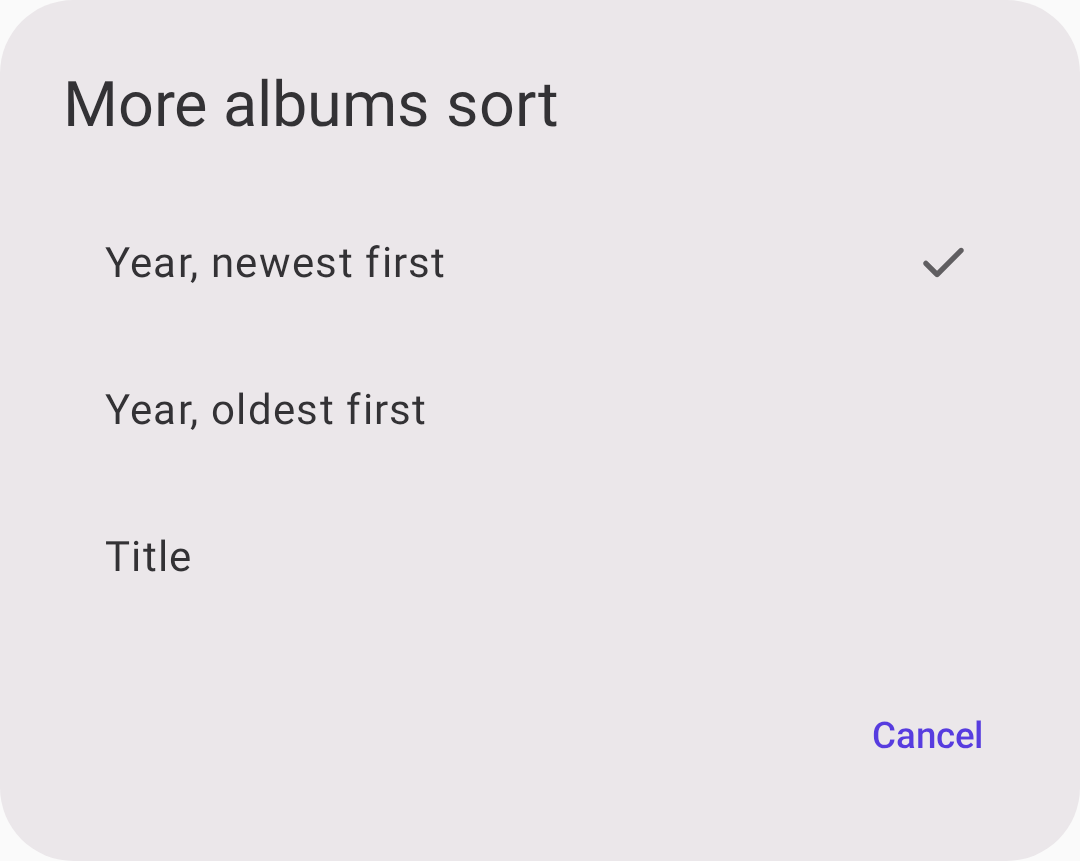 More albums sort
Year, newest first
Year, oldest first
Title
Cancel